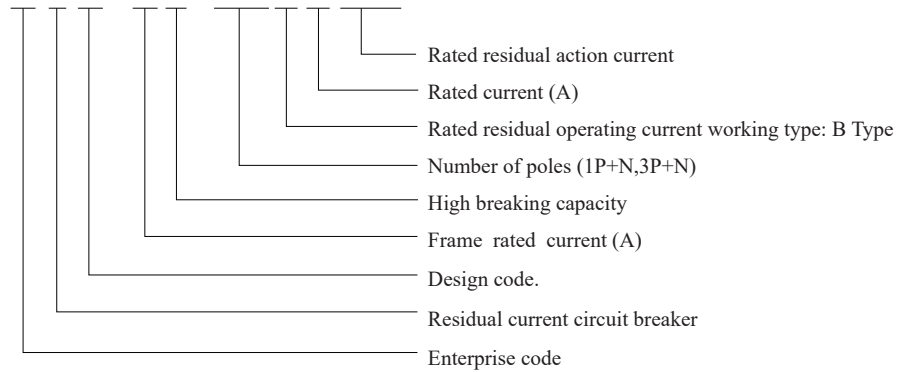 Rated residual action current
Rated current (A)
Rated residual operating current working type: B Type
Number of poles (1P+N,3P+N)
High breaking capacity
Frame rated current (A)
Design code.
Residual current circuit breaker
Enterprise code